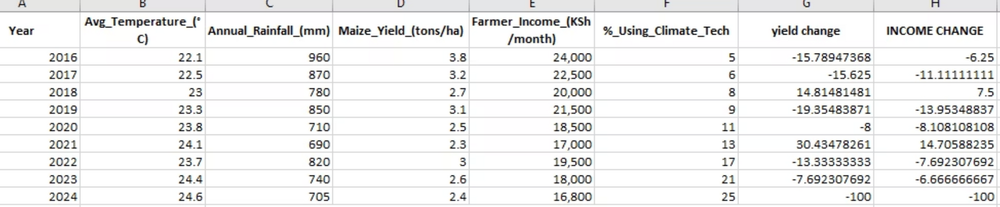 A B C D E F G H
Year Avg_Temperature_(°C) Annual_Rainfall_(mm) Maize_Yield_(tons/ha) Farmer_Income_(KSh/month) %_Using_Climate_Tech yield change INCOME CHANGE
2016 22.1 960 3.8 24,000 5 -15.78947368 -6.25
2017 22.5 870 3.2 22,500 6 -15.625 -11.11111111
2018 23 780 2.7 20,000 8 14.81481481 7.5
2019 23.3 850 3.1 21,500 9 -19.35483871 -13.95348837
2020 23.8 710 2.5 18,500 11 -8 -8.108108108
2021 24.1 690 2.3 17,000 13 30.43478261 14.70588235
2022 23.7 820 3 19,500 17 -13.33333333 -7.692307692
2023 24.4 740 2.6 18,000 21 -7.692307692 -6.666666667
2024 24.6 705 2.4 16,800 25 -100 -100